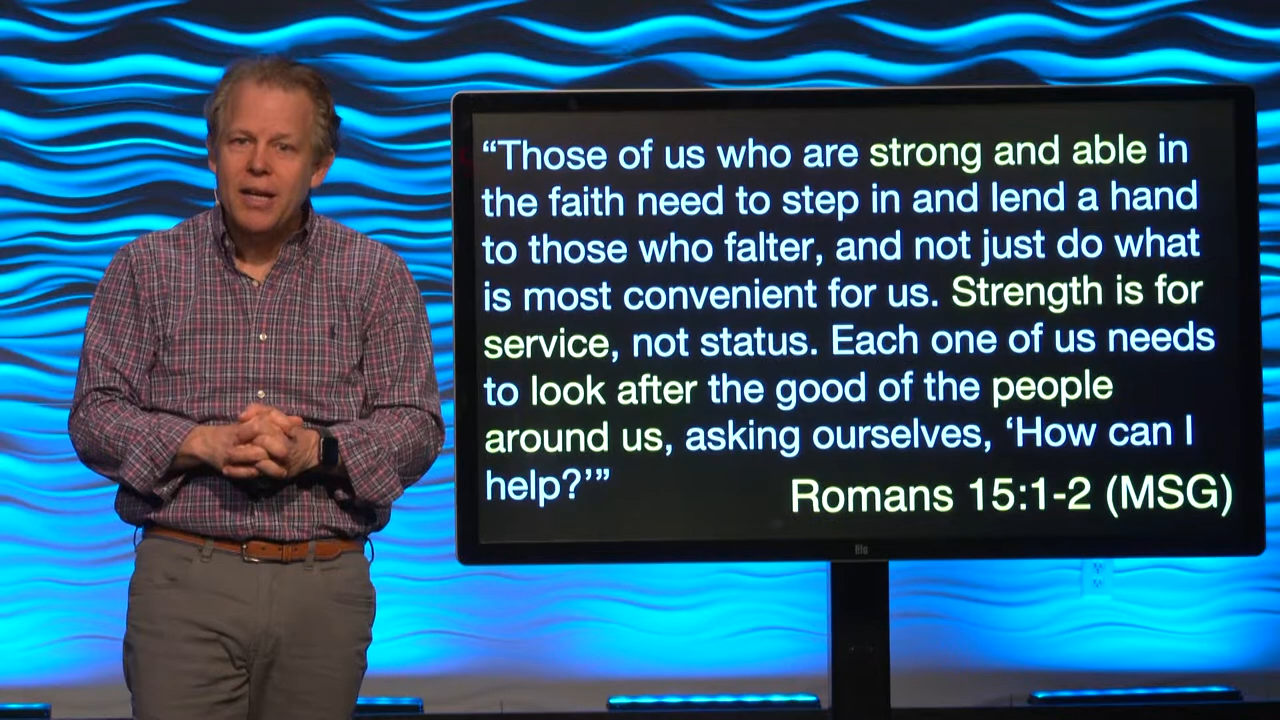 “Those of us who are strong and able in
the faith need to step in and lend a hand
to those who falter, and not just do what
is most convenient for us. Strength is for
service, not status. Each one of us needs
to look after the good of the people
around us, asking ourselves, ‘How can I
help?’”
Romans 15:1-2 (MSG)
Elo